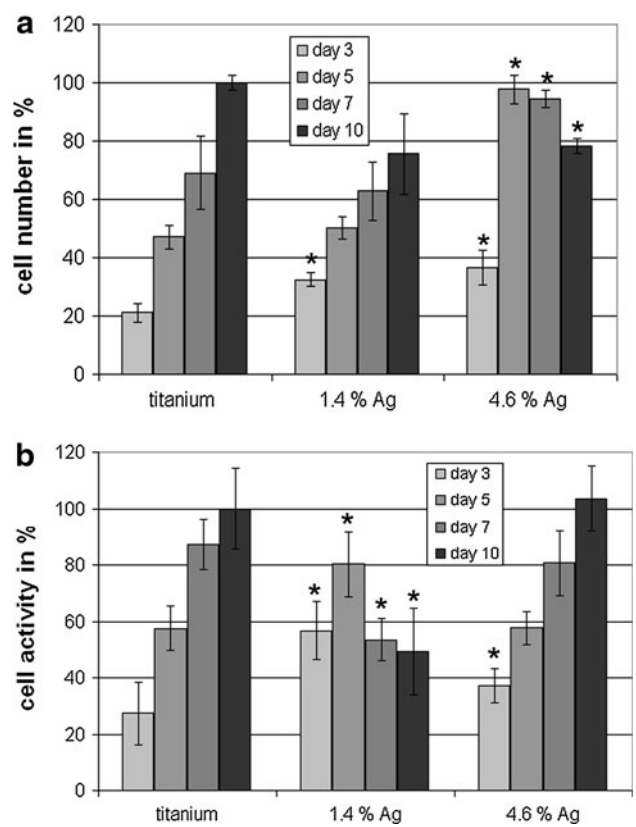 a
cell number in %
120
100
80
60
40
20
0
day 3
day 5
day 7
day 10
*
*
*
*
*
titanium
1.4 % Ag
4.6 % Ag
b
cell activity in %
120
100
80
60
40
20
0
day 3
day 5
day 7
day 10
*
*
*
*
*
titanium
1.4 % Ag
4.6 % Ag